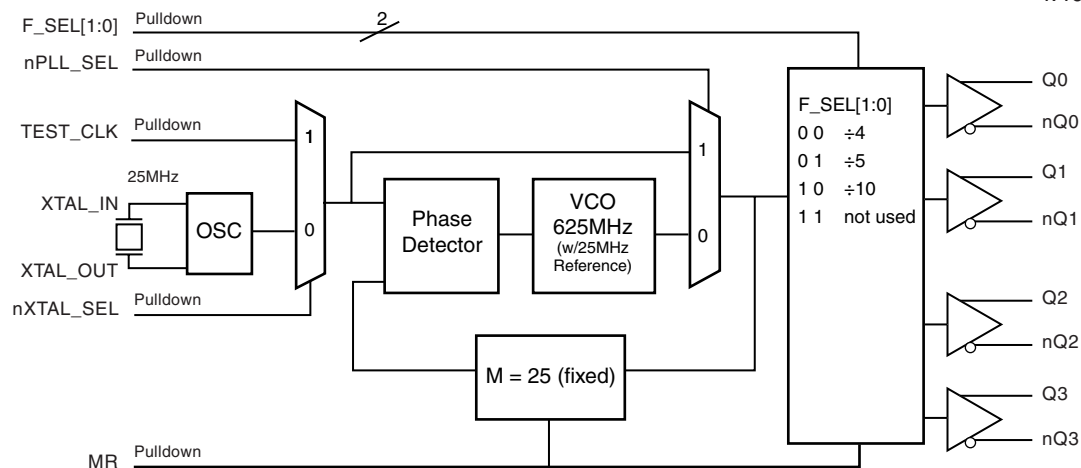 F_SEL[1:0] Pulldown 2
nPLL_SEL Pulldown
TEST_CLK Pulldown
1
0
25MHz
XTAL_IN
OSC
XTAL_OUT
nXTAL_SEL Pulldown
Phase
Detector
VCO
625MHz
(w/25MHz
Reference)
1
0
M = 25 (fixed)
MR Pulldown
F_SEL[1:0]
0 0 ÷4
0 1 ÷5
1 0 ÷10
1 1 not used
Q0
nQ0
Q1
nQ1
Q2
nQ2
Q3
nQ3